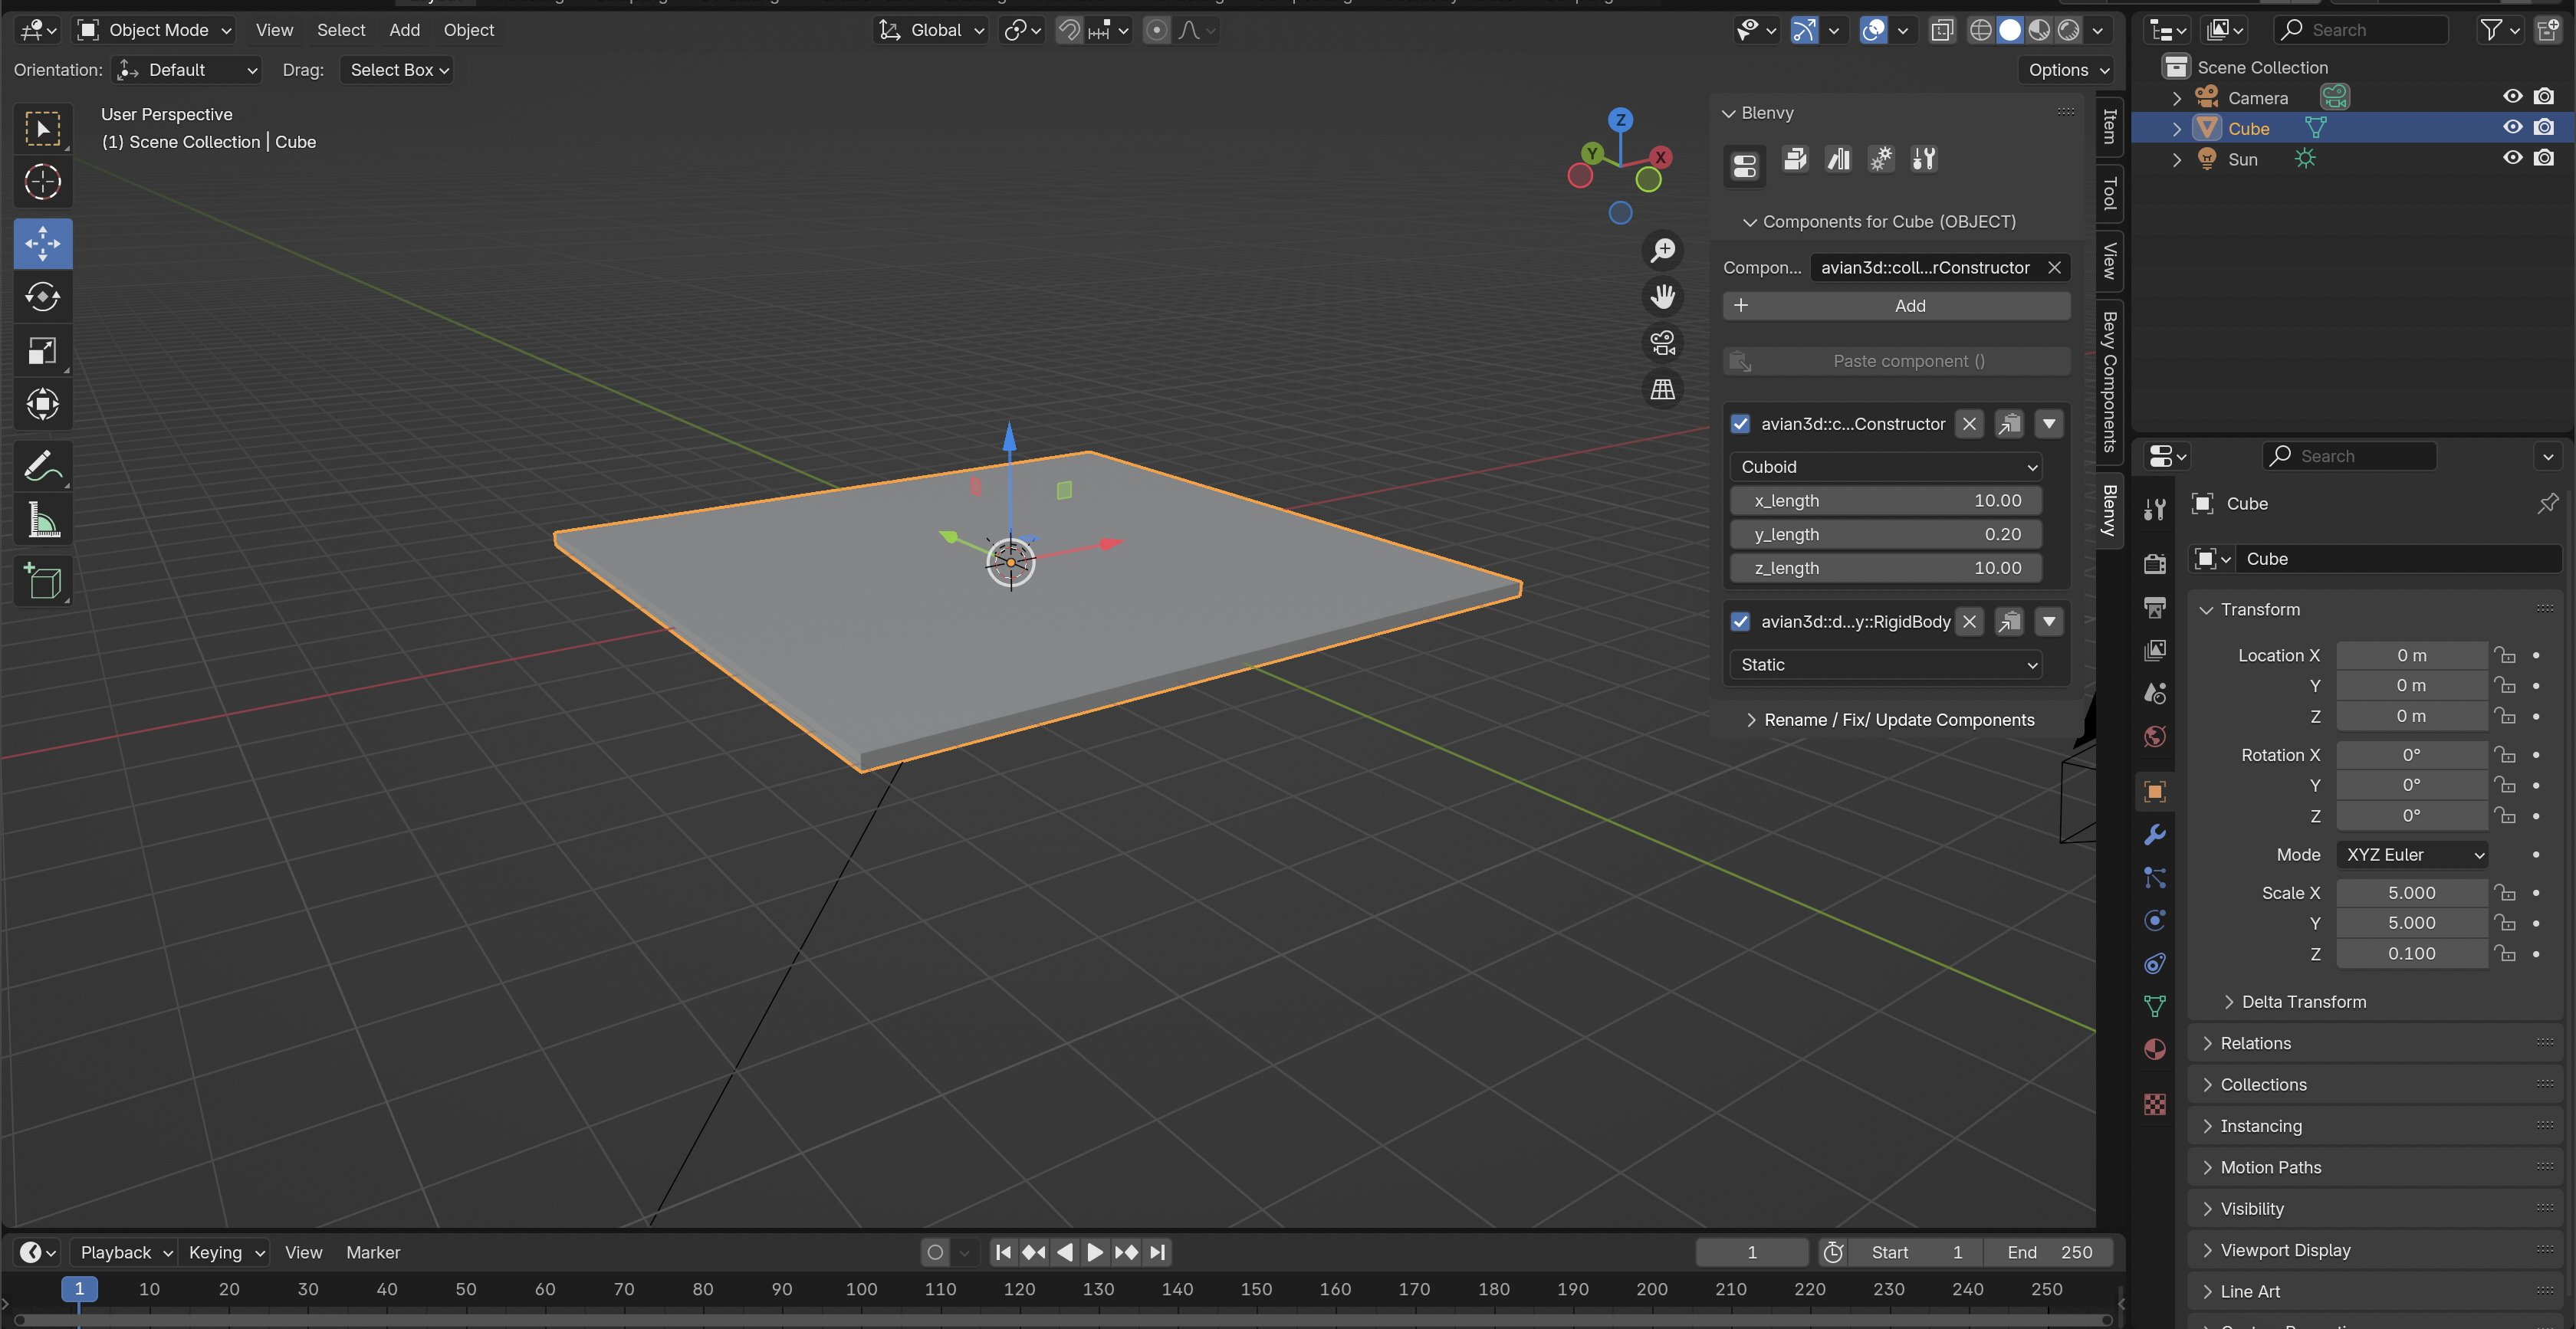 Object Mode View Select Add Object Global
Orientation: Default Drag: Select Box Options
User Perspective
(1) Scene Collection | Cube
Z
Y
X
Blenvy
Components for Cube (OBJECT)
Compon... avian3d::coll...rConstructor
Add
Paste component ()
avian3d::c...Constructor
Cuboid
x_length 10.00
y_length 0.20
z_length 10.00
avian3d::d...y::RigidBody
Static
Rename / Fix/ Update Components
Item
Tool
View
Bevy Components
Blenvy
Search
Scene Collection
Camera
Cube
Sun
Search
Cube
Cube
Transform
Location X 0 m
Y 0 m
Z 0 m
Rotation X 0°
Y 0°
Z 0°
Mode XYZ Euler
Scale X 5.000
Y 5.000
Z 0.100
Delta Transform
Relations
Collections
Instancing
Motion Paths
Visibility
Viewport Display
Line Art
Playback Keying View Marker 1 Start 1 End 250
1 10 20 30 40 50 60 70 80 90 100 110 120 130 140 150 160 170 180 190 200 210 220 230 240 250